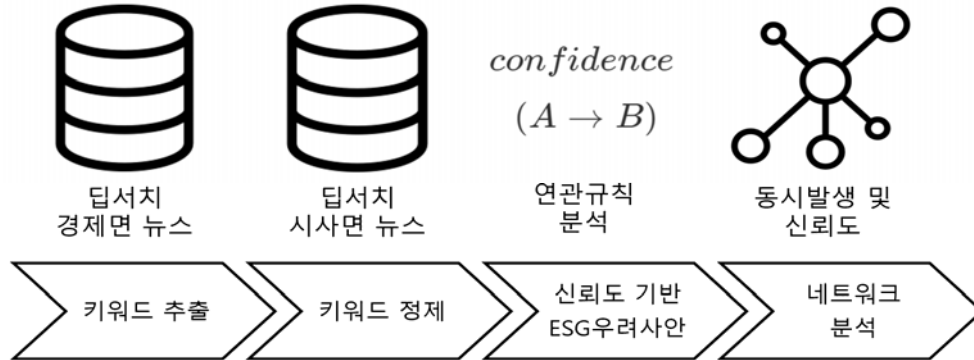 딥서치
경제면 뉴스
딥서치
시사면 뉴스
confidence
(A → B)
연관규칙
분석
동시발생 및
신뢰도
키워드 추출
키워드 정제
신뢰도 기반
ESG우려사안
네트워크
분석